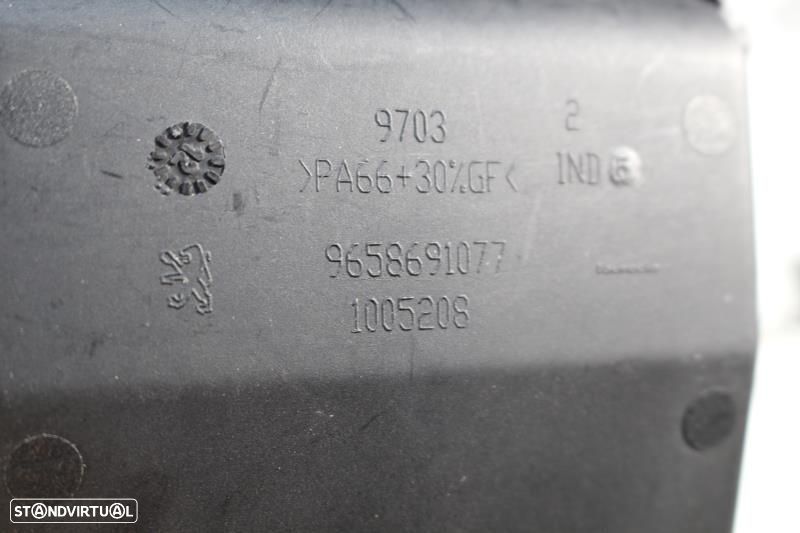 9703 2
>PA66+30%GF< IND
9658691077
1005208
STANDVIRTUAL